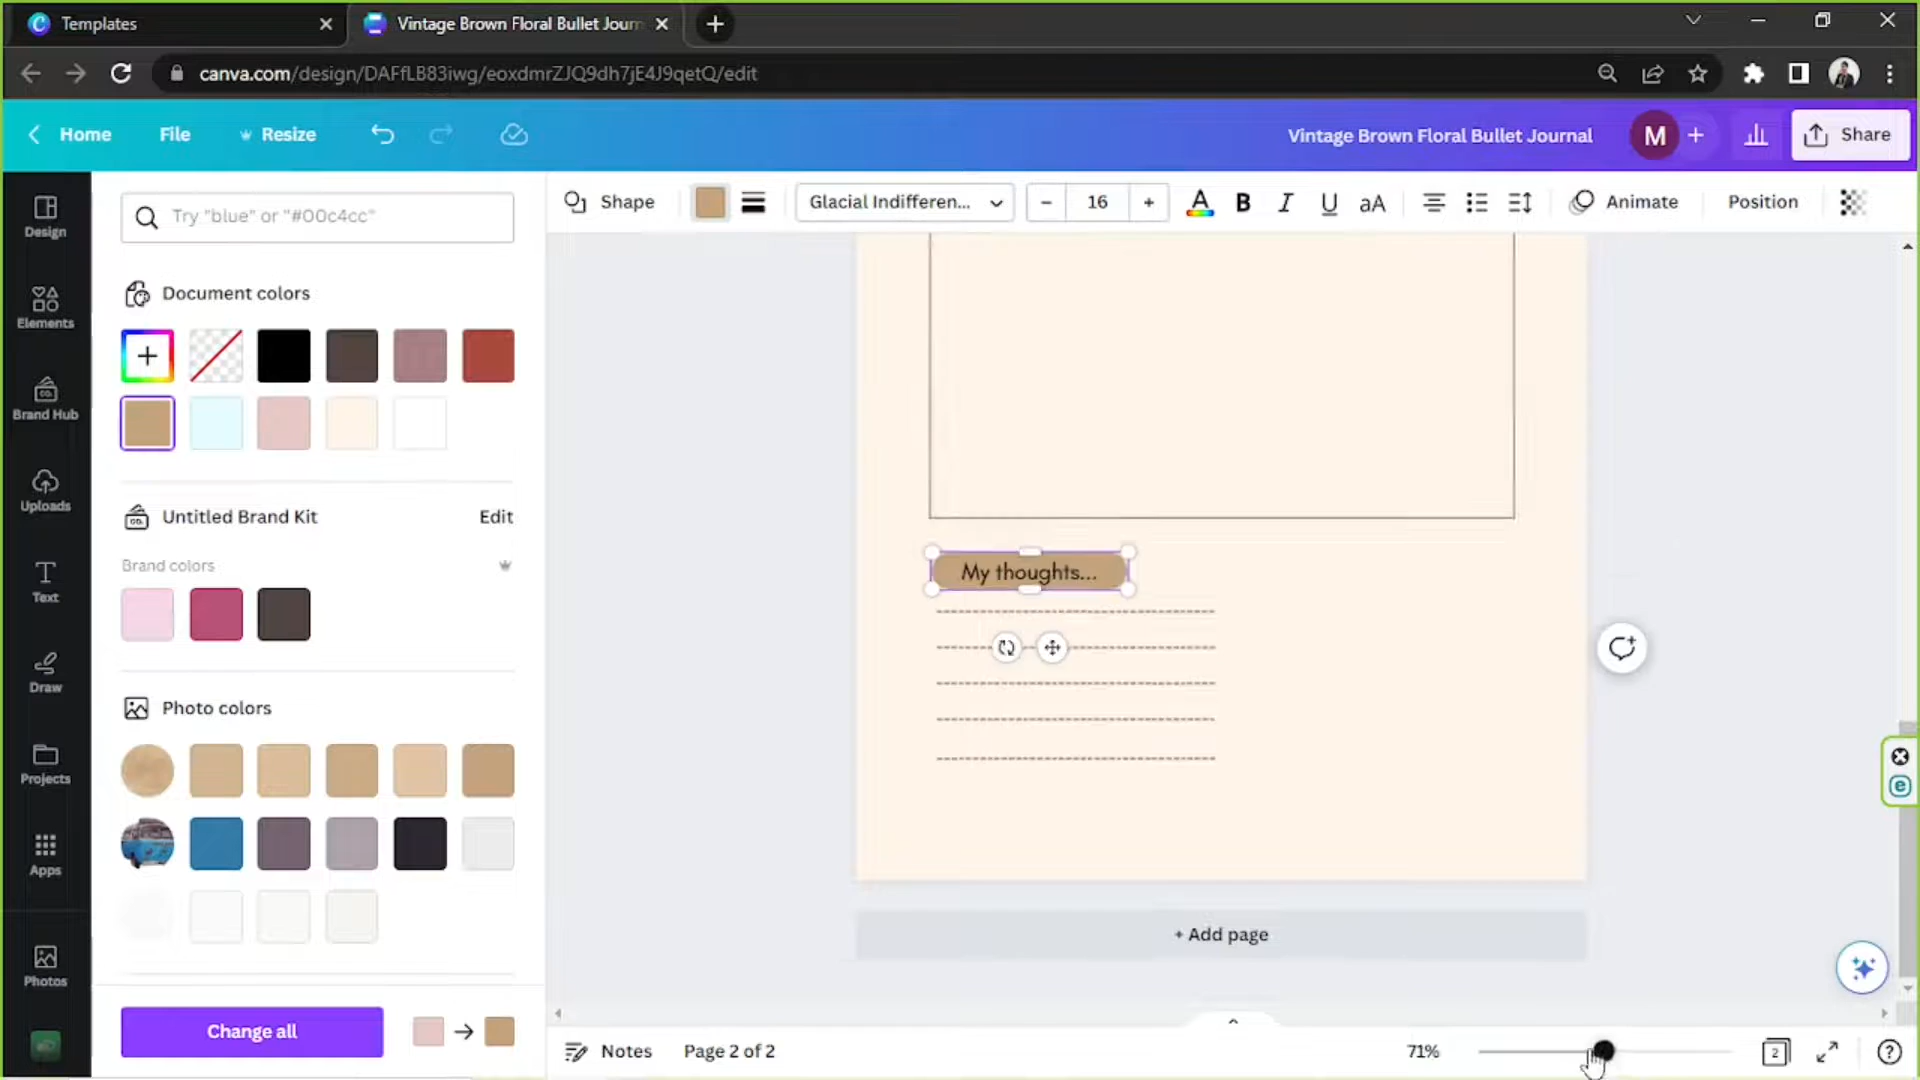 Templates
Vintage Brown Floral Bullet Journ
canva.com/design/DAFfLB83iwg/eoxdmrZJQ9dh7jE4J9qetQ/edit
Home
File
Resize
Vintage Brown Floral Bullet Journal
M
Share
Try "blue" or "#00c4cc"
Shape
Glacial Indifferen...
16
B
I
U
aA
Animate
Position
Design
Elements
Brand Hub
Uploads
Text
Draw
Projects
Apps
Photos
Document colors
Untitled Brand Kit
Edit
Brand colors
Photo colors
Change all
My thoughts...
+ Add page
Notes
Page 2 of 2
71%
2